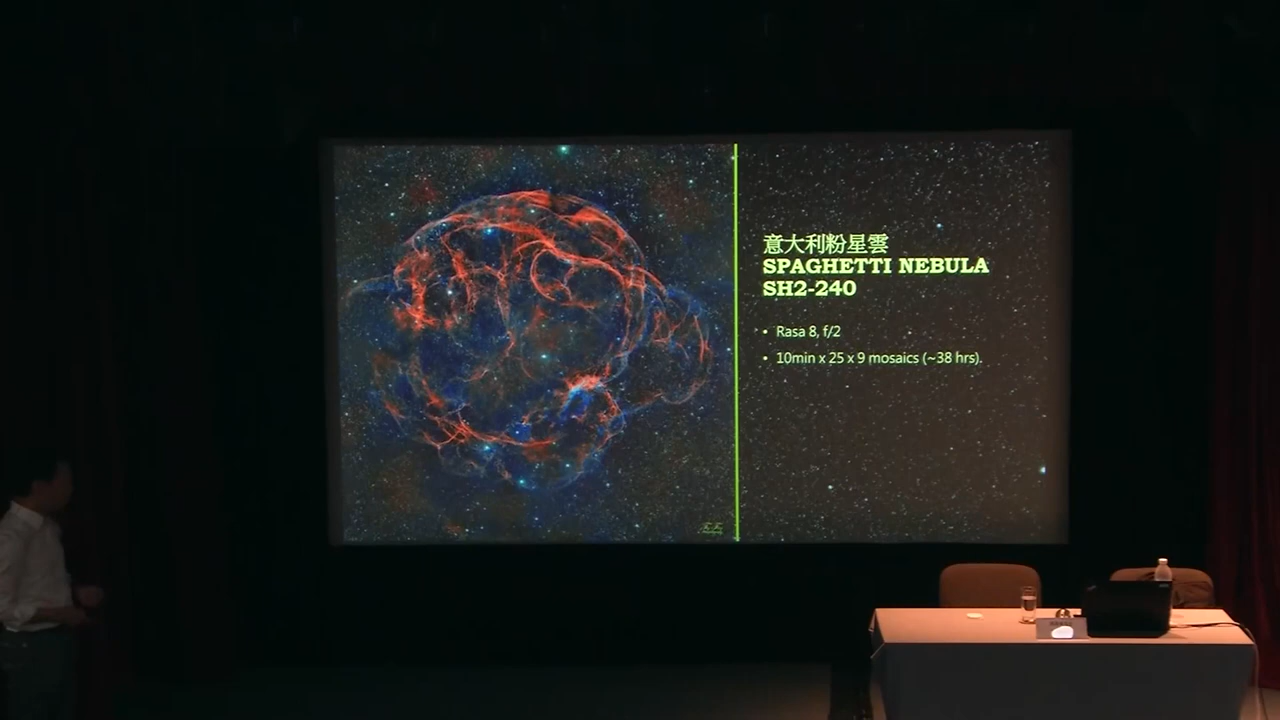 意大利粉星雲
SPAGHETTI NEBULA
SH2-240
• Rasa 8, f/2
• 10min x 25 x 9 mosaics (~38 hrs).